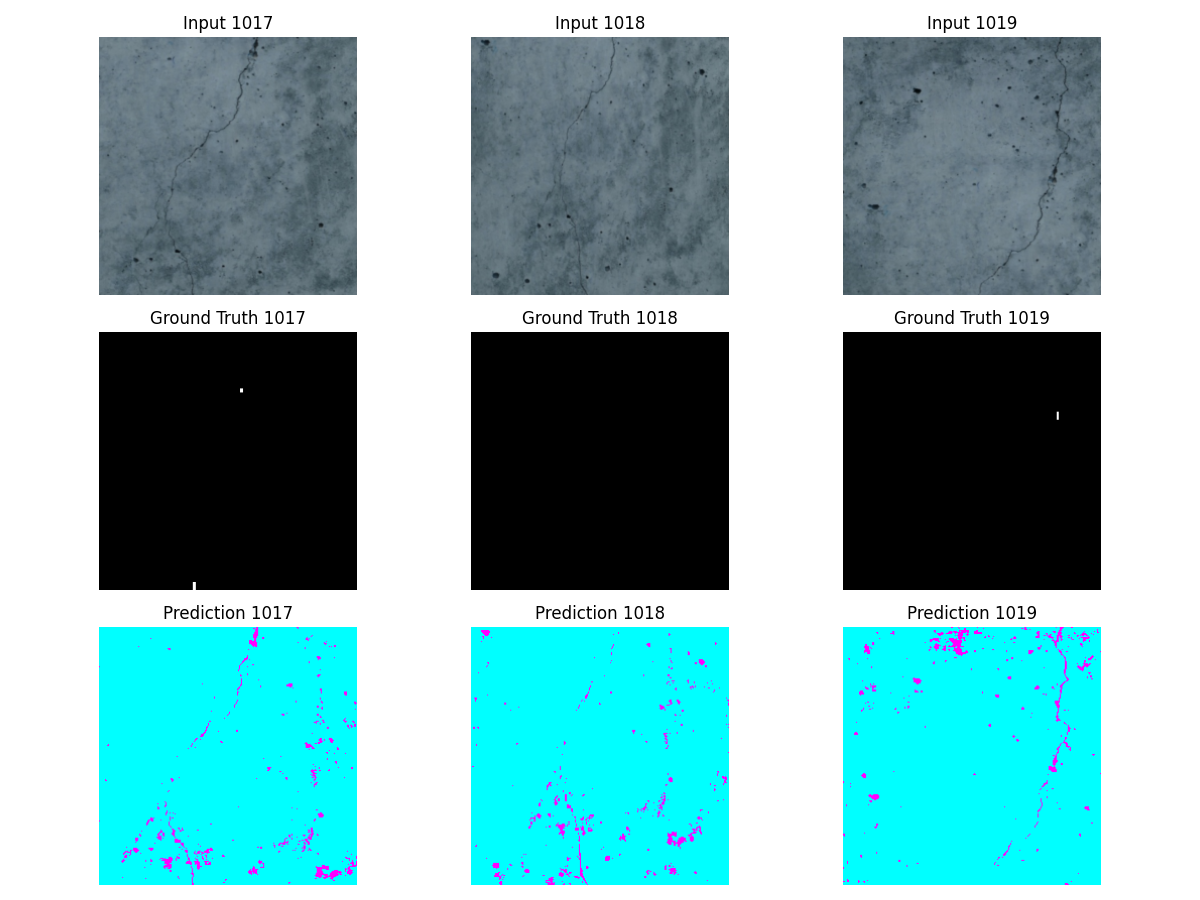 Input 1017
Input 1018
Input 1019
Ground Truth 1017
Ground Truth 1018
Ground Truth 1019
Prediction 1017
Prediction 1018
Prediction 1019